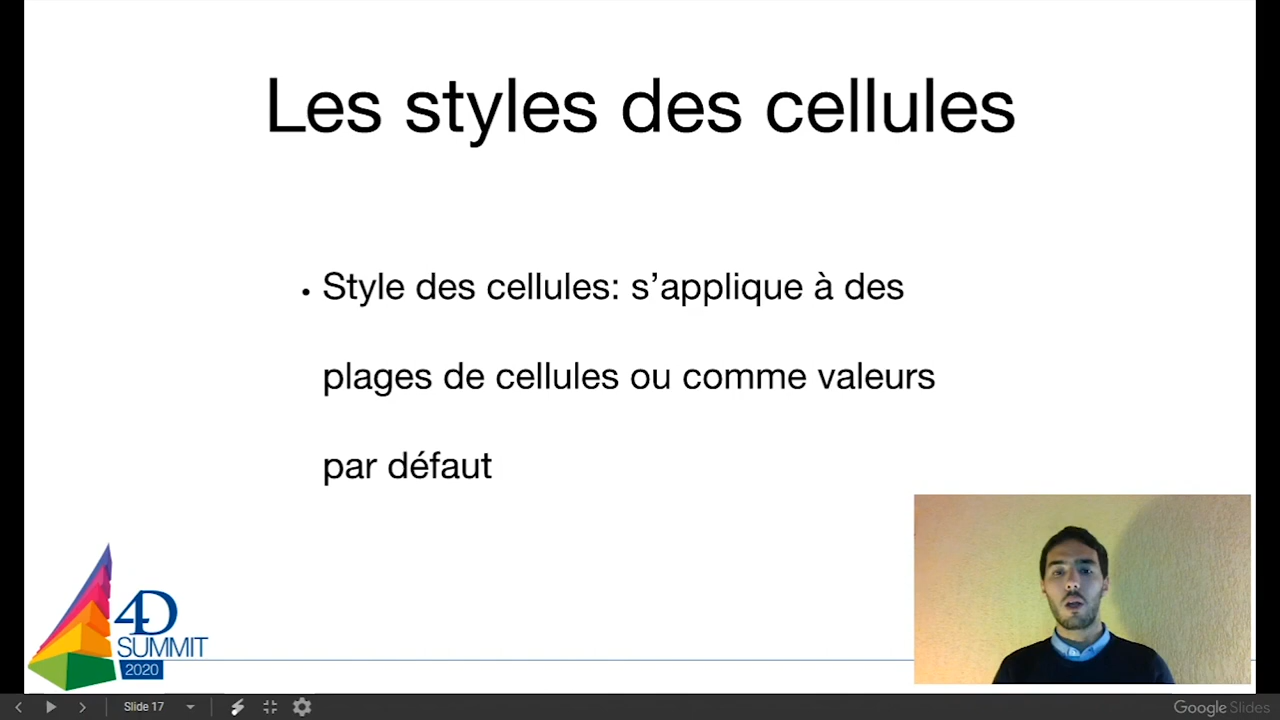 Les styles des cellules
• Style des cellules: s’applique à des
plages de cellules ou comme valeurs
par défaut
4D
SUMMIT
2020
Slide 17
Google Slides